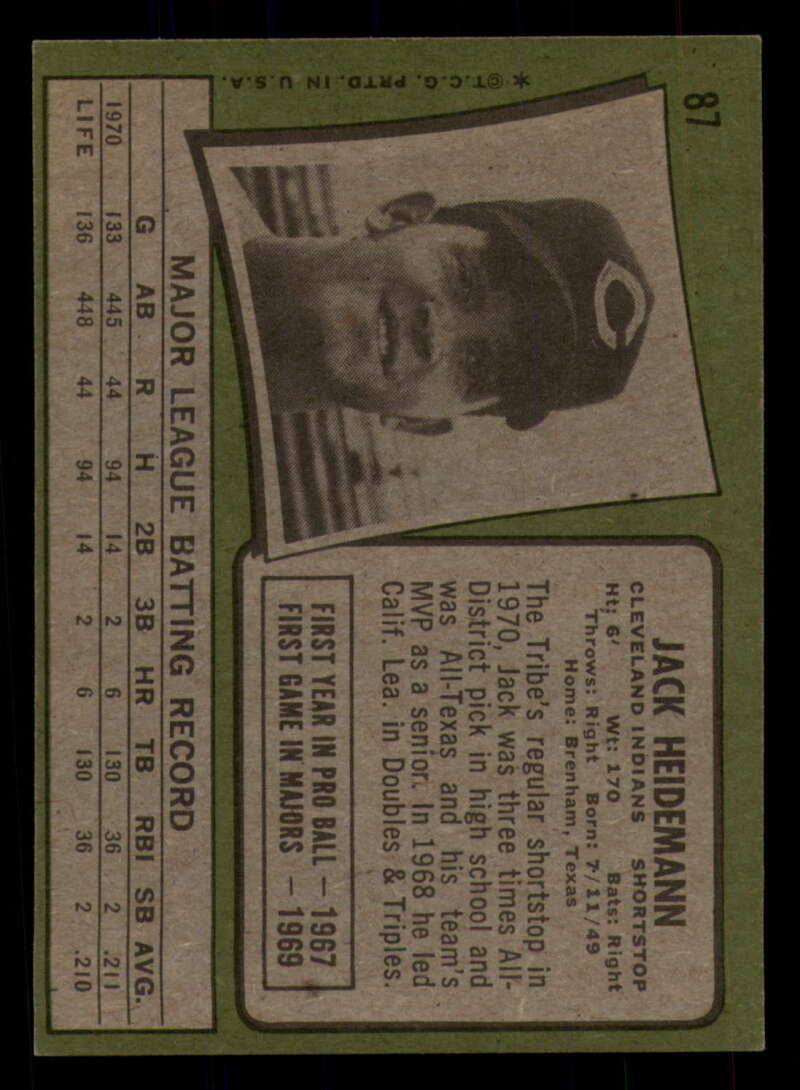 87
*©T.C.G. PRTD. IN U.S.A.
C
JACK HEIDEMANN
CLEVELAND INDIANS SHORTSTOP
Ht: 6' Wt: 170 Bats: Right
Throws: Right Born: 7/11/49
Home: Brenham, Texas
The Tribe's regular shortstop in
1970, Jack was three times All-
District pick in high school and
was All-Texas and his team's
MVP as a senior. In 1968 he led
Calif. Lea. in Doubles & Triples.
FIRST YEAR IN PRO BALL — 1967
FIRST GAME IN MAJORS — 1969
MAJOR LEAGUE BATTING RECORD
G AB R H 2B 3B HR TB RBI SB AVG.
1970 133 445 44 94 14 2 6 130 36 2 .211
LIFE 136 448 44 94 14 2 6 130 36 2 .210